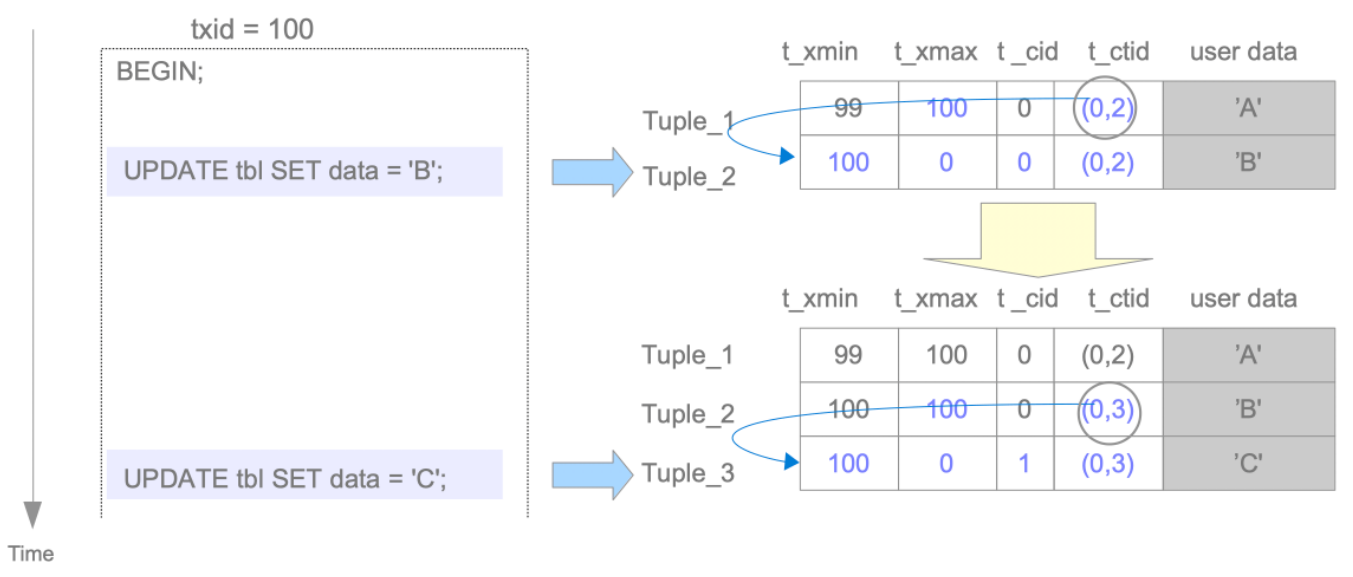 txid = 100
BEGIN;
UPDATE tbl SET data = 'B';
UPDATE tbl SET data = 'C';
Time
t_xmin t_xmax t _cid t_ctid user data
Tuple_1 99 100 0 (0,2) ’A'
Tuple_2 100 0 0 (0,2) ’B'
t_xmin t_xmax t _cid t_ctid user data
Tuple_1 99 100 0 (0,2) ’A'
Tuple_2 100 100 0 (0,3) ’B'
Tuple_3 100 0 1 (0,3) ’C'